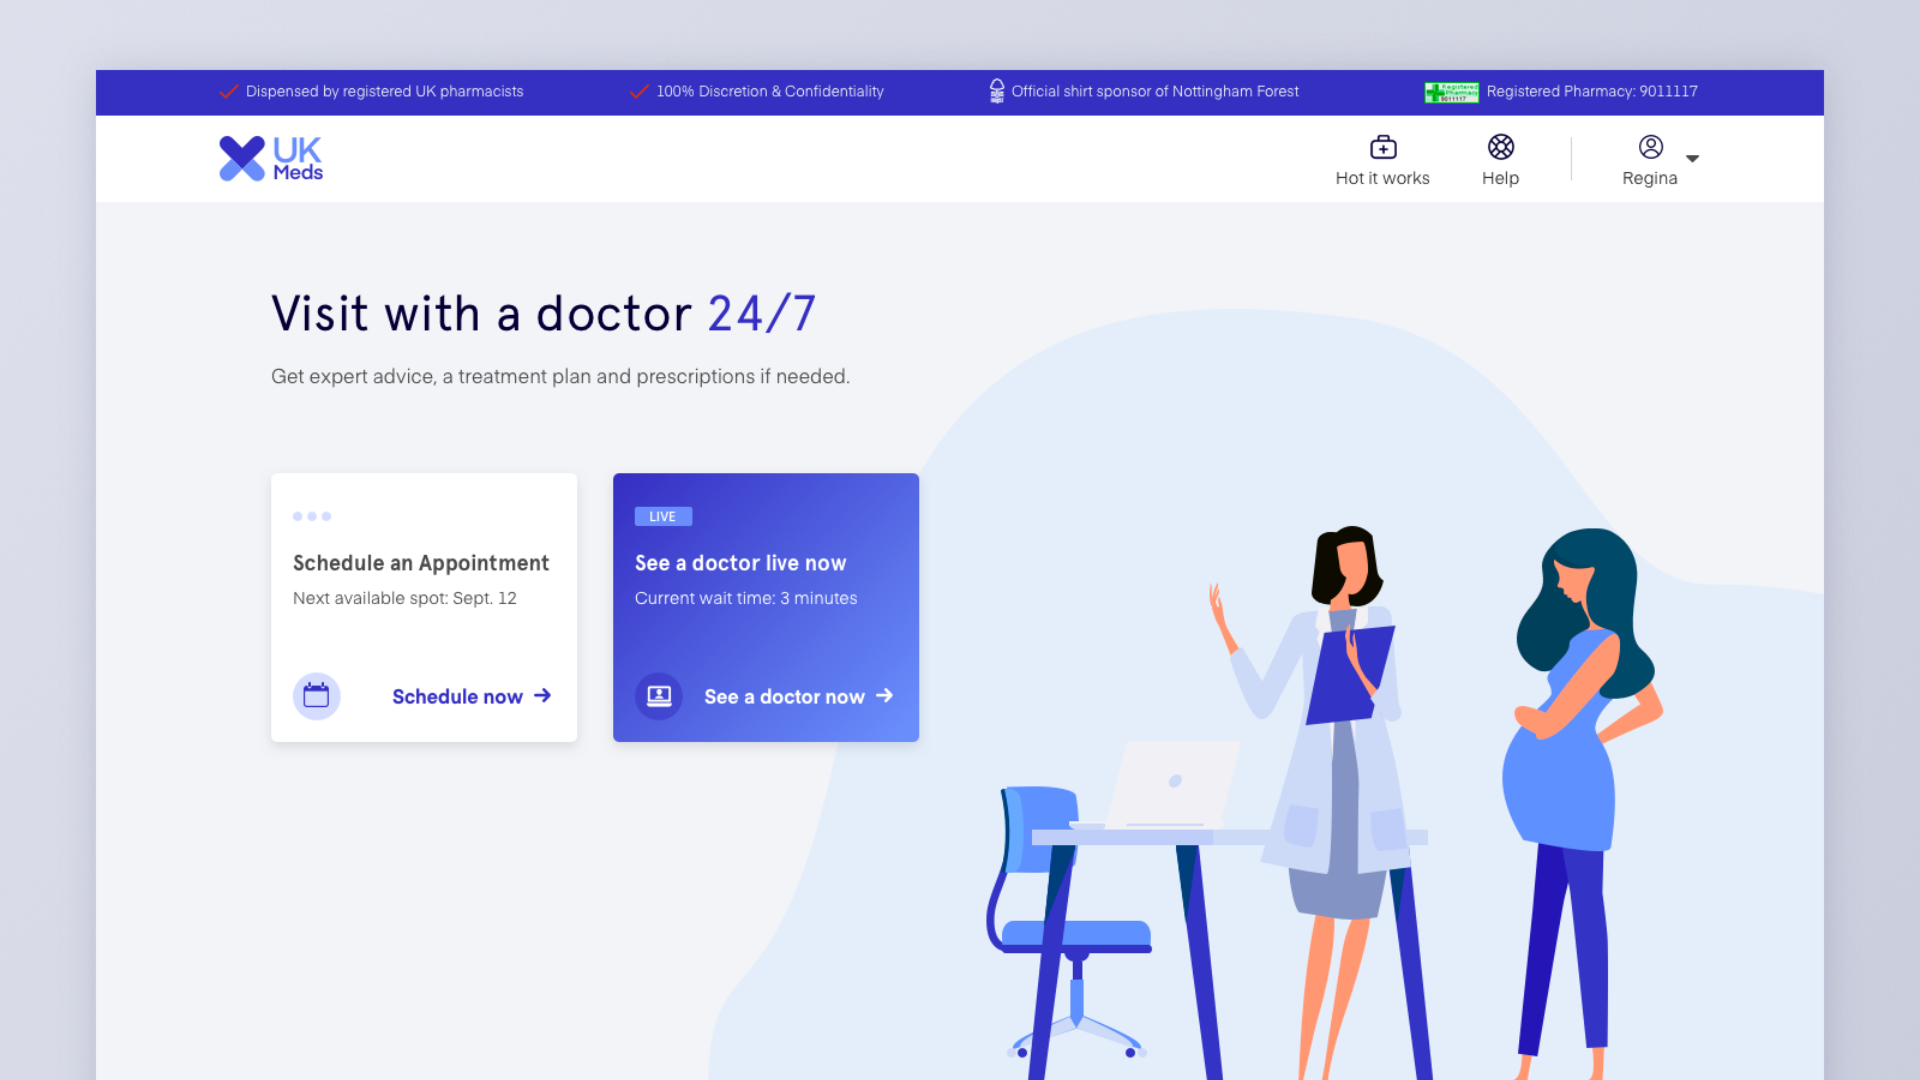 Dispensed by registered UK pharmacists
100% Discretion & Confidentiality
Official shirt sponsor of Nottingham Forest
Registered Pharmacy 9011117
Registered Pharmacy: 9011117
UK
Meds
Hot it works
Help
Regina
Visit with a doctor 24/7
Get expert advice, a treatment plan and prescriptions if needed.
Schedule an Appointment
Next available spot: Sept. 12
Schedule now
LIVE
See a doctor live now
Current wait time: 3 minutes
See a doctor now